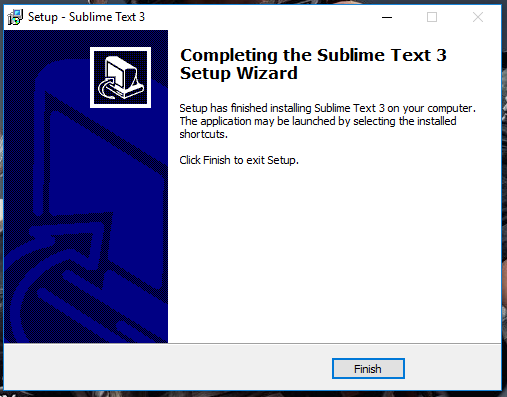 Setup - Sublime Text 3
Completing the Sublime Text 3
Setup Wizard
Setup has finished installing Sublime Text 3 on your computer.
The application may be launched by selecting the installed
shortcuts.
Click Finish to exit Setup.
Finish